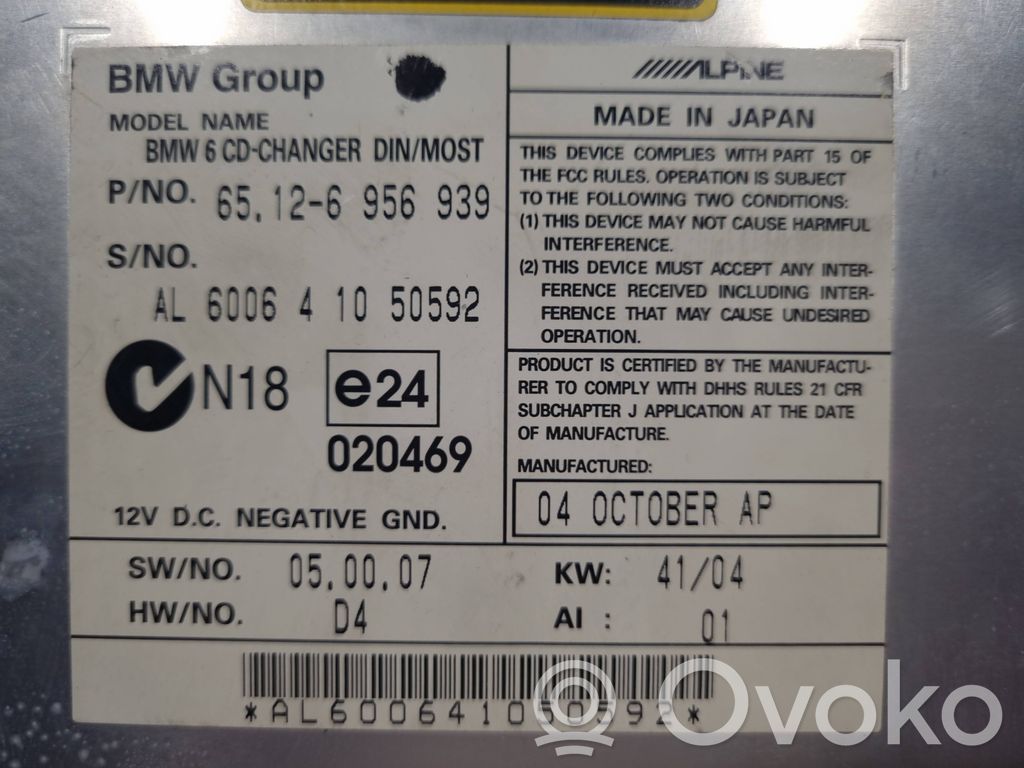 BMW Group
MODEL NAME
BMW 6 CD-CHANGER DIN/MOST
P/NO. 65.12-6 956 939
S/NO.
AL 6006 4 10 50592
N18
e24
020469
12V D.C. NEGATIVE GND.
ALPINE
MADE IN JAPAN
THIS DEVICE COMPLIES WITH PART 15 OF
THE FCC RULES. OPERATION IS SUBJECT
TO THE FOLLOWING TWO CONDITIONS:
(1) THIS DEVICE MAY NOT CAUSE HARMFUL
INTERFERENCE.
(2) THIS DEVICE MUST ACCEPT ANY INTER-
FERENCE RECEIVED INCLUDING INTER-
FERENCE THAT MAY CAUSE UNDESIRED
OPERATION.
PRODUCT IS CERTIFIED BY THE MANUFACTU-
RER TO COMPLY WITH DHHS RULES 21 CFR
SUBCHAPTER J APPLICATION AT THE DATE
OF MANUFACTURE.
MANUFACTURED:
04 OCTOBER AP
SW/NO. 05.00.07 KW: 41/04
HW/NO. D4 AI : 01
*AL600641050592*
Ovoko